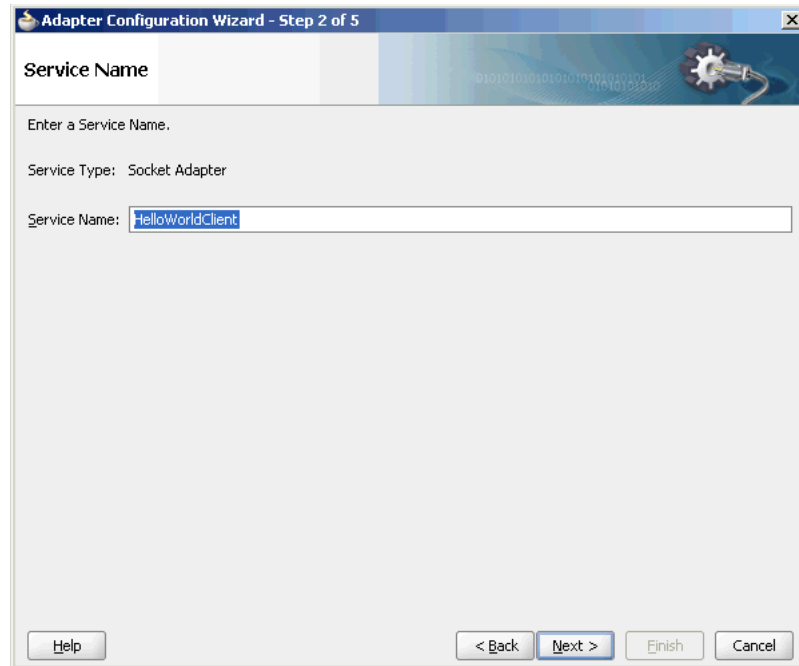 Adapter Configuration Wizard - Step 2 of 5
Service Name
Enter a Service Name.
Service Type: Socket Adapter
Service Name: HelloWorldClient
Help < Back Next > Finish Cancel